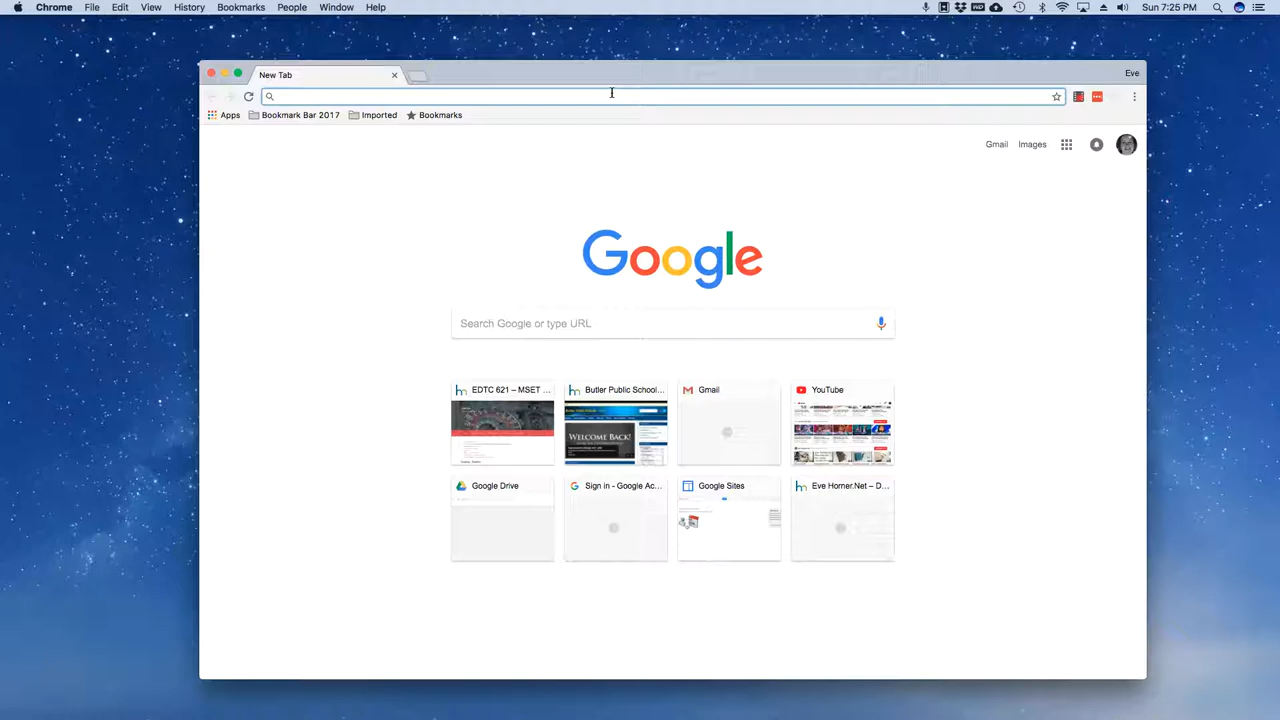 Chrome File Edit View History Bookmarks People Window Help Sun 7:25 PM
New Tab Eve
Apps Bookmark Bar 2017 Imported Bookmarks
Gmail Images
Google
Search Google or type URL
EDTC 621 – MSET ... Butler Public School... Gmail YouTube
WELCOME BACK!
Google Drive Sign in - Google Ac... Google Sites Eve Horner.Net – D...